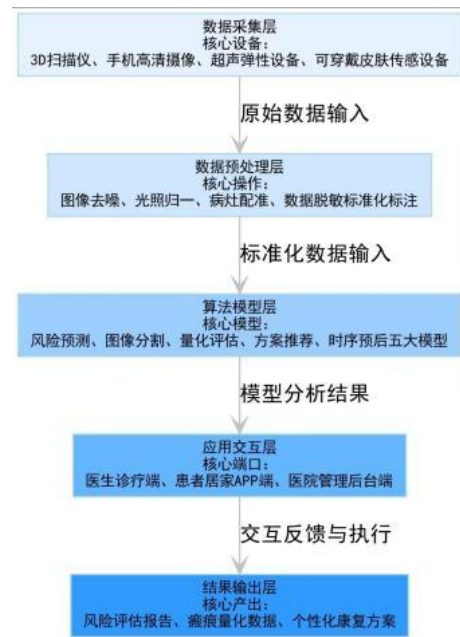 数据采集层
核心设备：
3D扫描仪、手机高清摄像、超声弹性设备、可穿戴皮肤传感设备
原始数据输入
数据预处理层
核心操作：
图像去噪、光照归一、病灶配准、数据脱敏标准化标注
标准化数据输入
算法模型层
核心模型：
风险预测、图像分割、量化评估、方案推荐、时序预后五大模型
模型分析结果
应用交互层
核心端口：
医生诊疗端、患者居家APP端、医院管理后台端
交互反馈与执行
结果输出层
核心产出：
风险评估报告、瘢痕量化数据、个性化康复方案